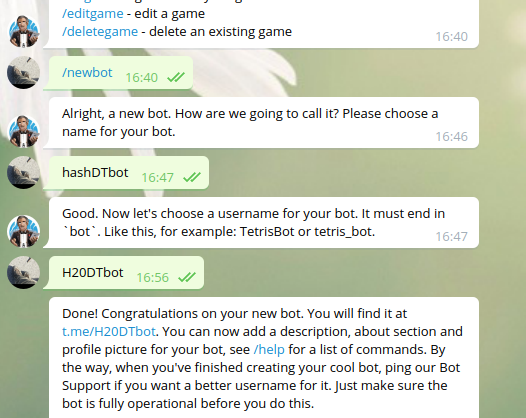 /editgame - edit a game
/deletegame - delete an existing game
16:40
/newbot 16:40
Alright, a new bot. How are we going to call it? Please choose a
name for your bot.
16:46
hashDTbot 16:47
Good. Now let's choose a username for your bot. It must end in
`bot`. Like this, for example: TetrisBot or tetris_bot.
16:47
H20DTbot 16:56
Done! Congratulations on your new bot. You will find it at
t.me/H20DTbot. You can now add a description, about section and
profile picture for your bot, see /help for a list of commands. By
the way, when you've finished creating your cool bot, ping our Bot
Support if you want a better username for it. Just make sure the
bot is fully operational before you do this.